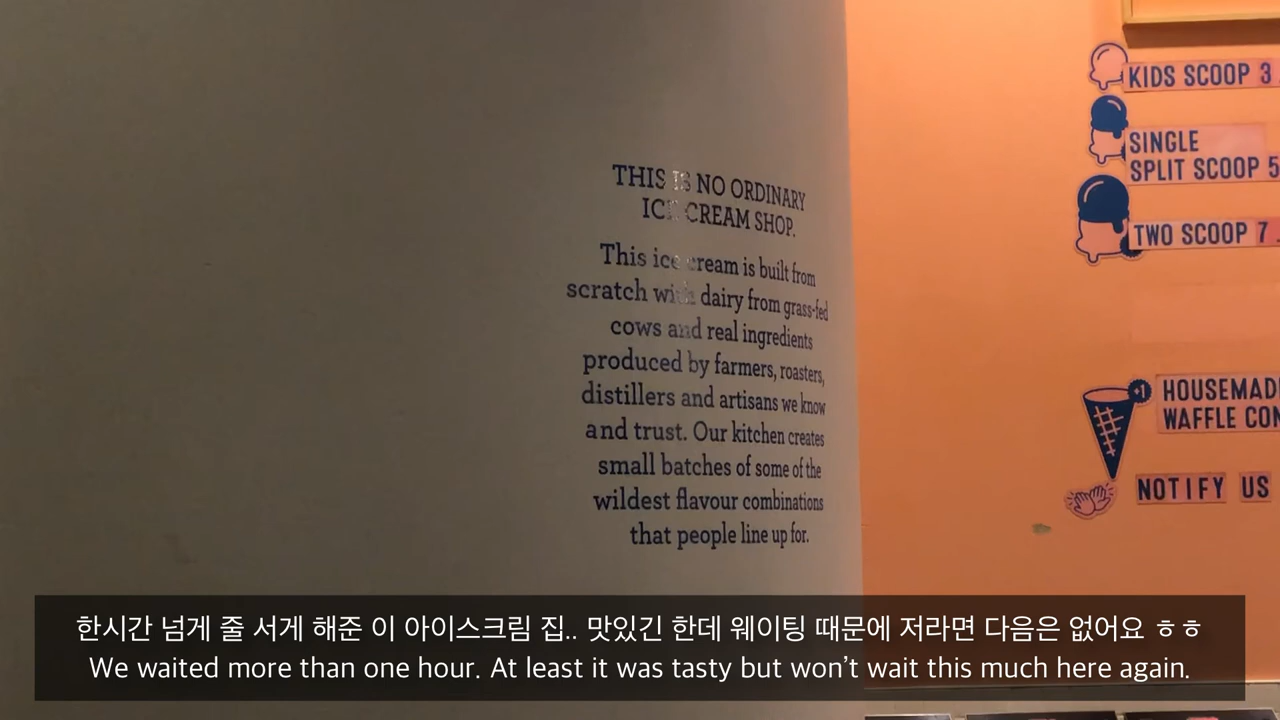 THIS IS NO ORDINARY
ICE CREAM SHOP.
This ice cream is built from
scratch with dairy from grass-fed
cows and real ingredients
produced by farmers, roasters,
distillers and artisans we know
and trust. Our kitchen creates
small batches of some of the
wildest flavour combinations
that people line up for.
KIDS SCOOP 3
SINGLE
SPLIT SCOOP 5
TWO SCOOP 7
+1
HOUSEMAD
WAFFLE CON
NOTIFY US
한시간 넘게 줄 서게 해준 이 아이스크림 집.. 맛있긴 한데 웨이팅 때문에 저라면 다음은 없어요 ㅎㅎ
We waited more than one hour. At least it was tasty but won't wait this much here again.